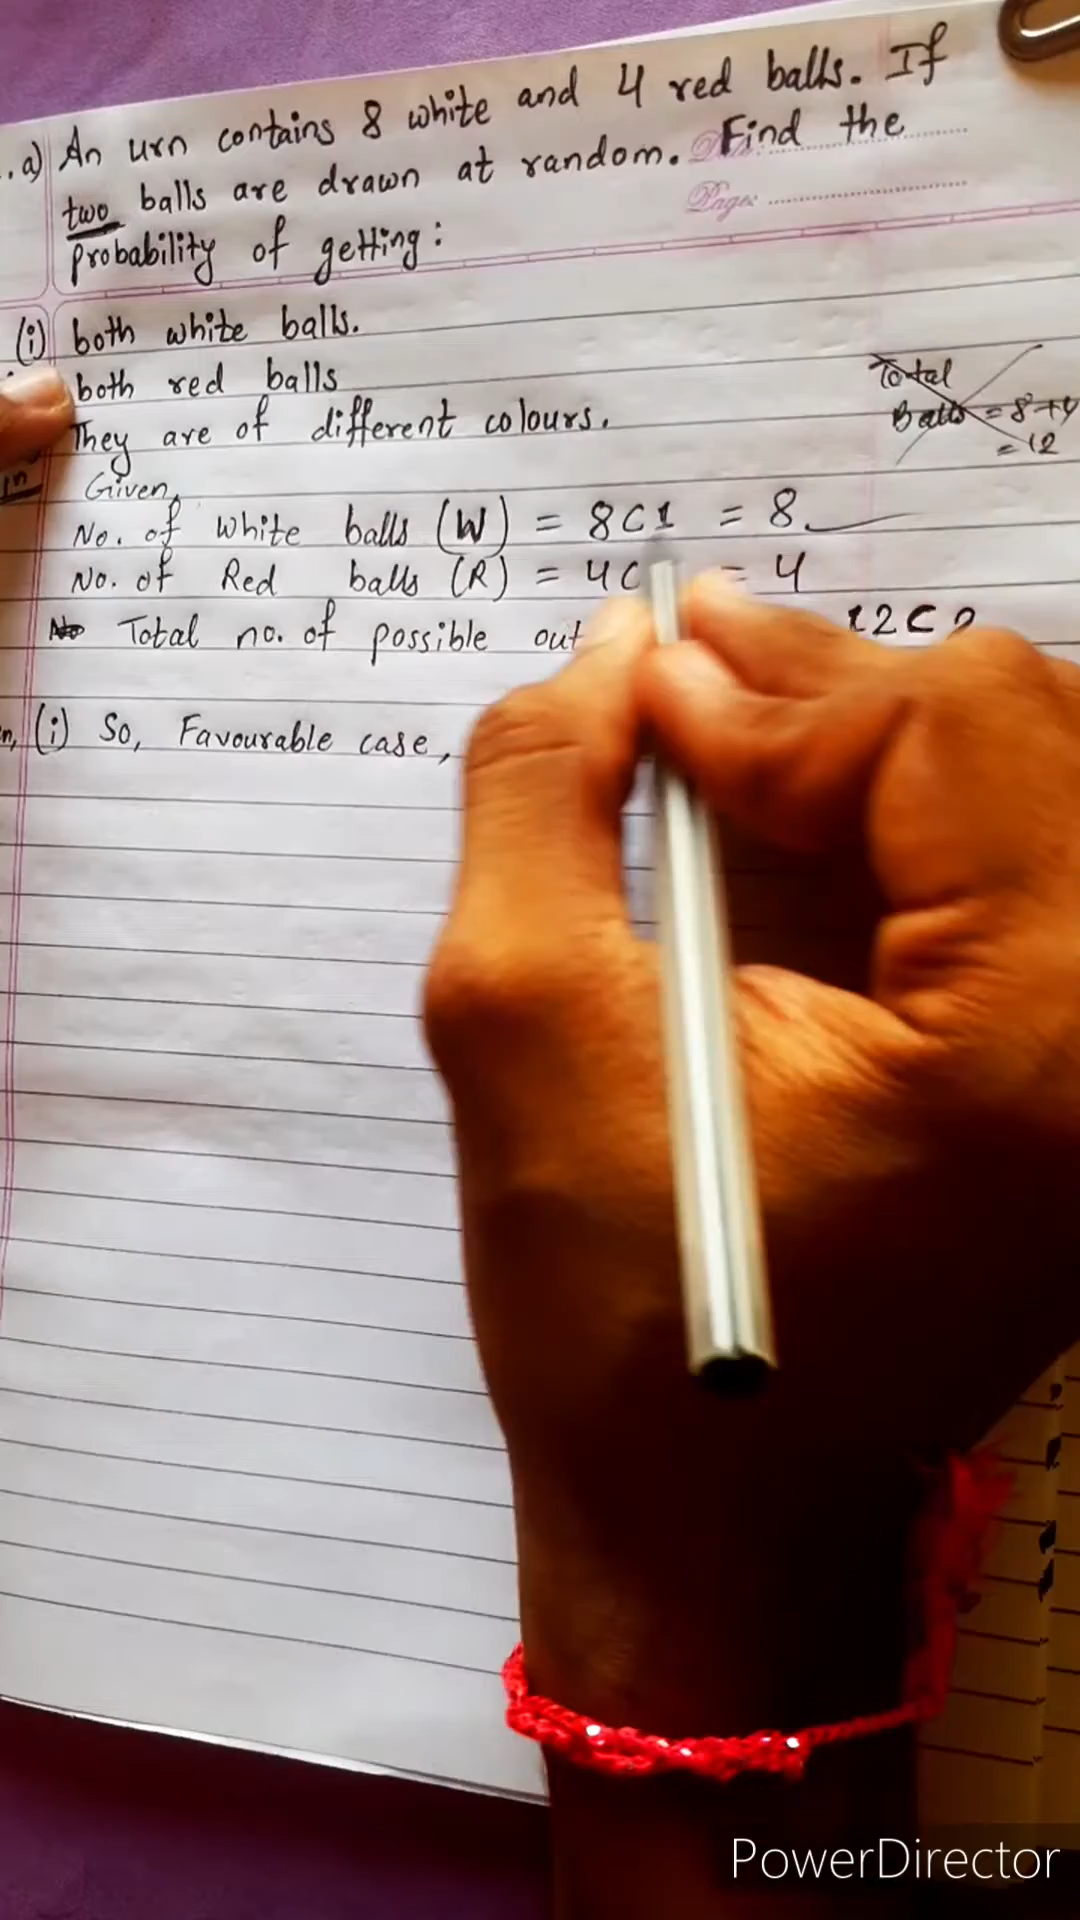 a) An urn contains 8 white and 4 red balls. If
two balls are drawn at random. Find the
Page:
probability of getting:
(i) both white balls.
both red balls
They are of different colours.
Total
Balls = 8+4
= 12
Given,
No. of white balls (W) = 8C1 = 8
No. of Red balls (R) = 4C = 4
Total no. of possible out 12C2
(i) So, Favourable case,
PowerDirector